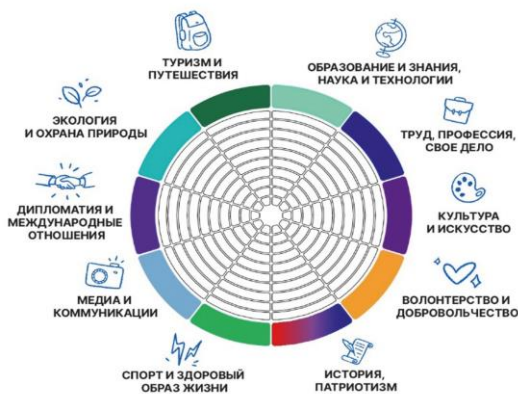 ТУРИЗМ И
ПУТЕШЕСТВИЯ
ОБРАЗОВАНИЕ И ЗНАНИЯ,
НАУКА И ТЕХНОЛОГИИ
ЭКОЛОГИЯ
И ОХРАНА ПРИРОДЫ
ТРУД, ПРОФЕССИЯ,
СВОЕ ДЕЛО
ДИПЛОМАТИЯ И
МЕЖДУНАРОДНЫЕ
ОТНОШЕНИЯ
КУЛЬТУРА
И ИСКУССТВО
МЕДИА И
КОММУНИКАЦИИ
ВОЛОНТЕРСТВО И
ДОБРОВОЛЬЧЕСТВО
СПОРТ И ЗДОРОВЫЙ
ОБРАЗ ЖИЗНИ
ИСТОРИЯ,
ПАТРИОТИЗМ